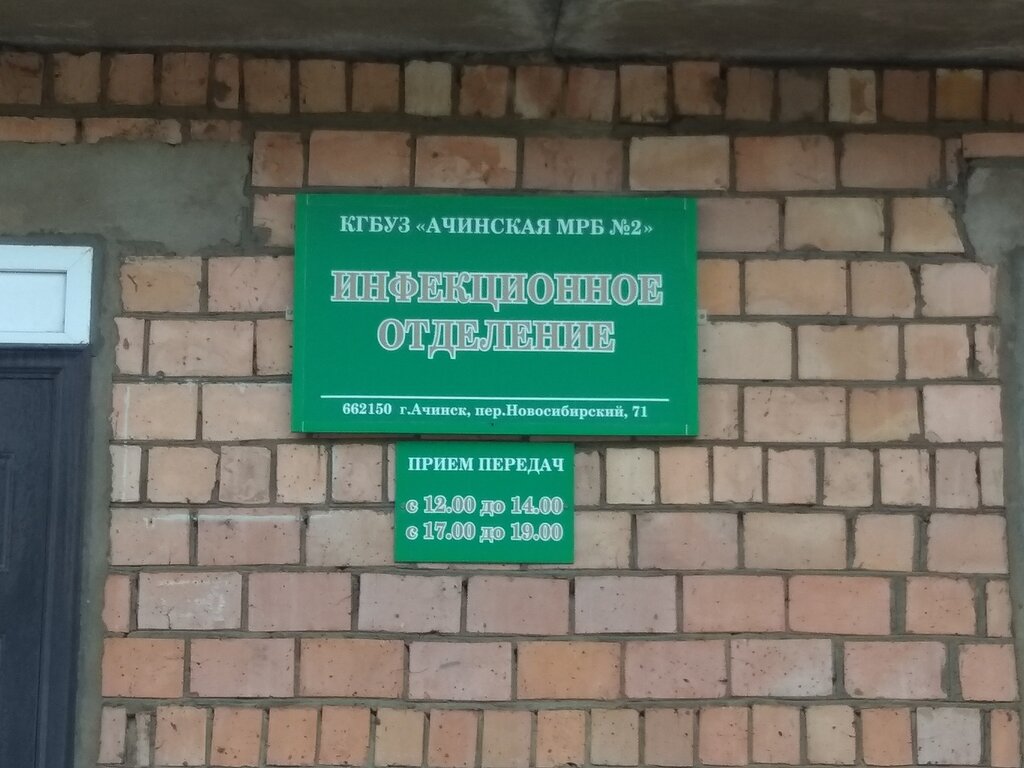 КГБУЗ «АЧИНСКАЯ МРБ №2»
ИНФЕКЦИОННОЕ
ОТДЕЛЕНИЕ
662150 г.Ачинск, пер.Новосибирский, 71
ПРИЕМ ПЕРЕДАЧ
с 12.00 до 14.00
с 17.00 до 19.00